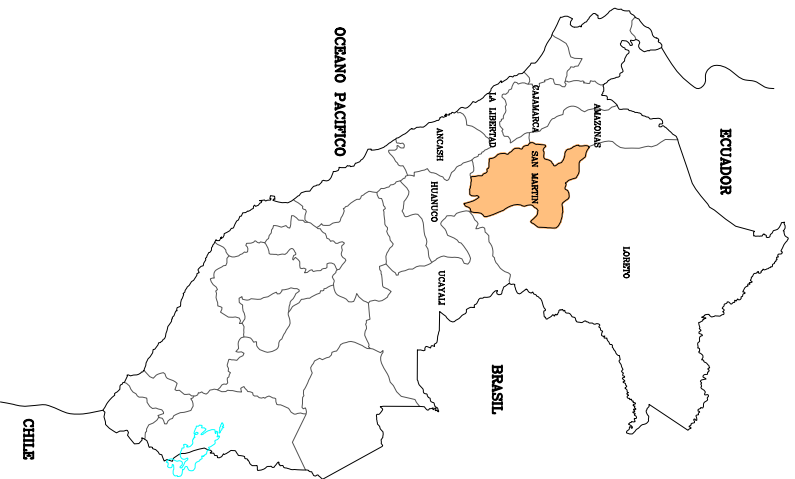 ECUADOR
LORETO
AMAZONAS
CAJAMARCA
SAN MARTIN
LA LIBERTAD
ANCASH
HUANUCO
UCAYALI
OCEANO PACIFICO
BRASIL
CHILE